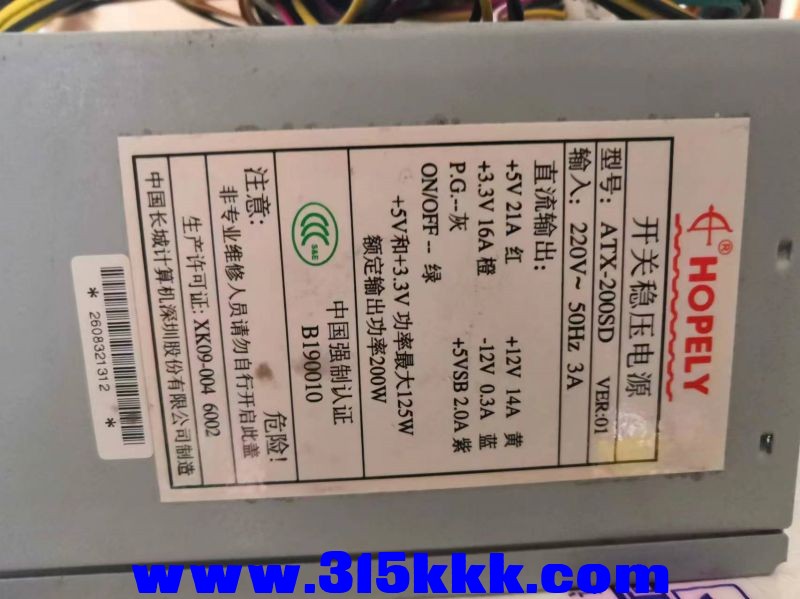 HOPELY
®
开关稳压电源
型号: ATX-200SD VER:01
输入: 220V~ 50Hz 3A
直流输出:
+5V 21A 红 +12V 14A 黄
+3.3V 16A 橙 -12V 0.3A 蓝
P.G.--灰 +5VSB 2.0A 紫
ON/OFF -- 绿
+5V和+3.3V 功率最大125W
额定输出功率200W
S&E
中国强制认证
B190010
注意: 危险!
非专业维修人员请勿自行开启此盖
生产许可证: XK09-004 6002
中国长城计算机深圳股份有限公司制造
* 2608321312 *
www.315kkk.com